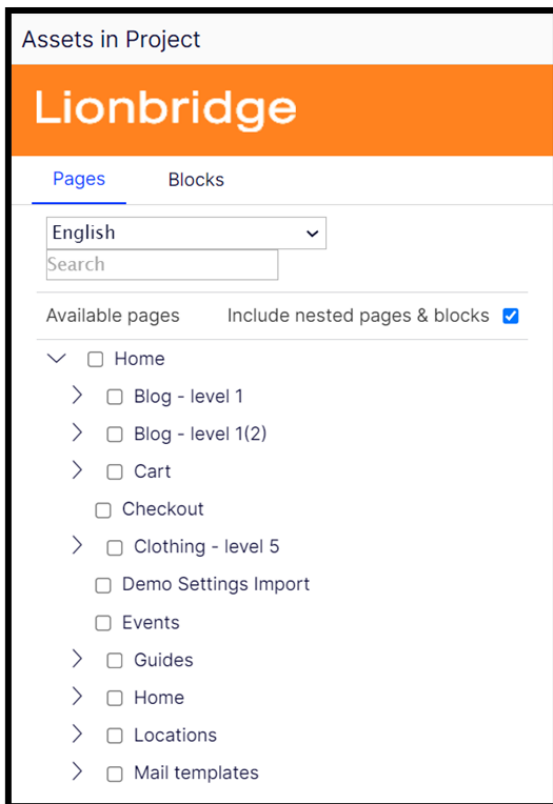 Assets in Project
Lionbridge
Pages Blocks
English
Search
Available pages Include nested pages & blocks
Home
Blog - level 1
Blog - level 1(2)
Cart
Checkout
Clothing - level 5
Demo Settings Import
Events
Guides
Home
Locations
Mail templates